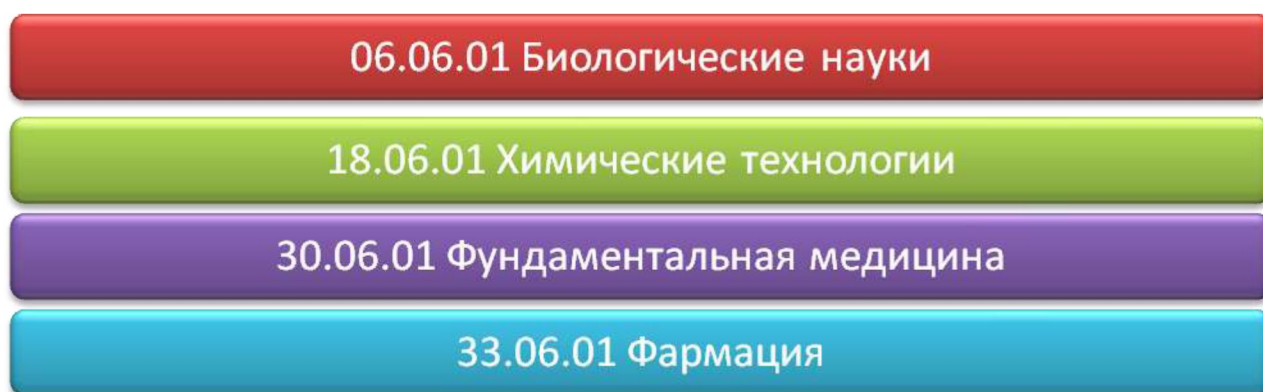 06.06.01 Биологические науки
18.06.01 Химические технологии
30.06.01 Фундаментальная медицина
33.06.01 Фармация